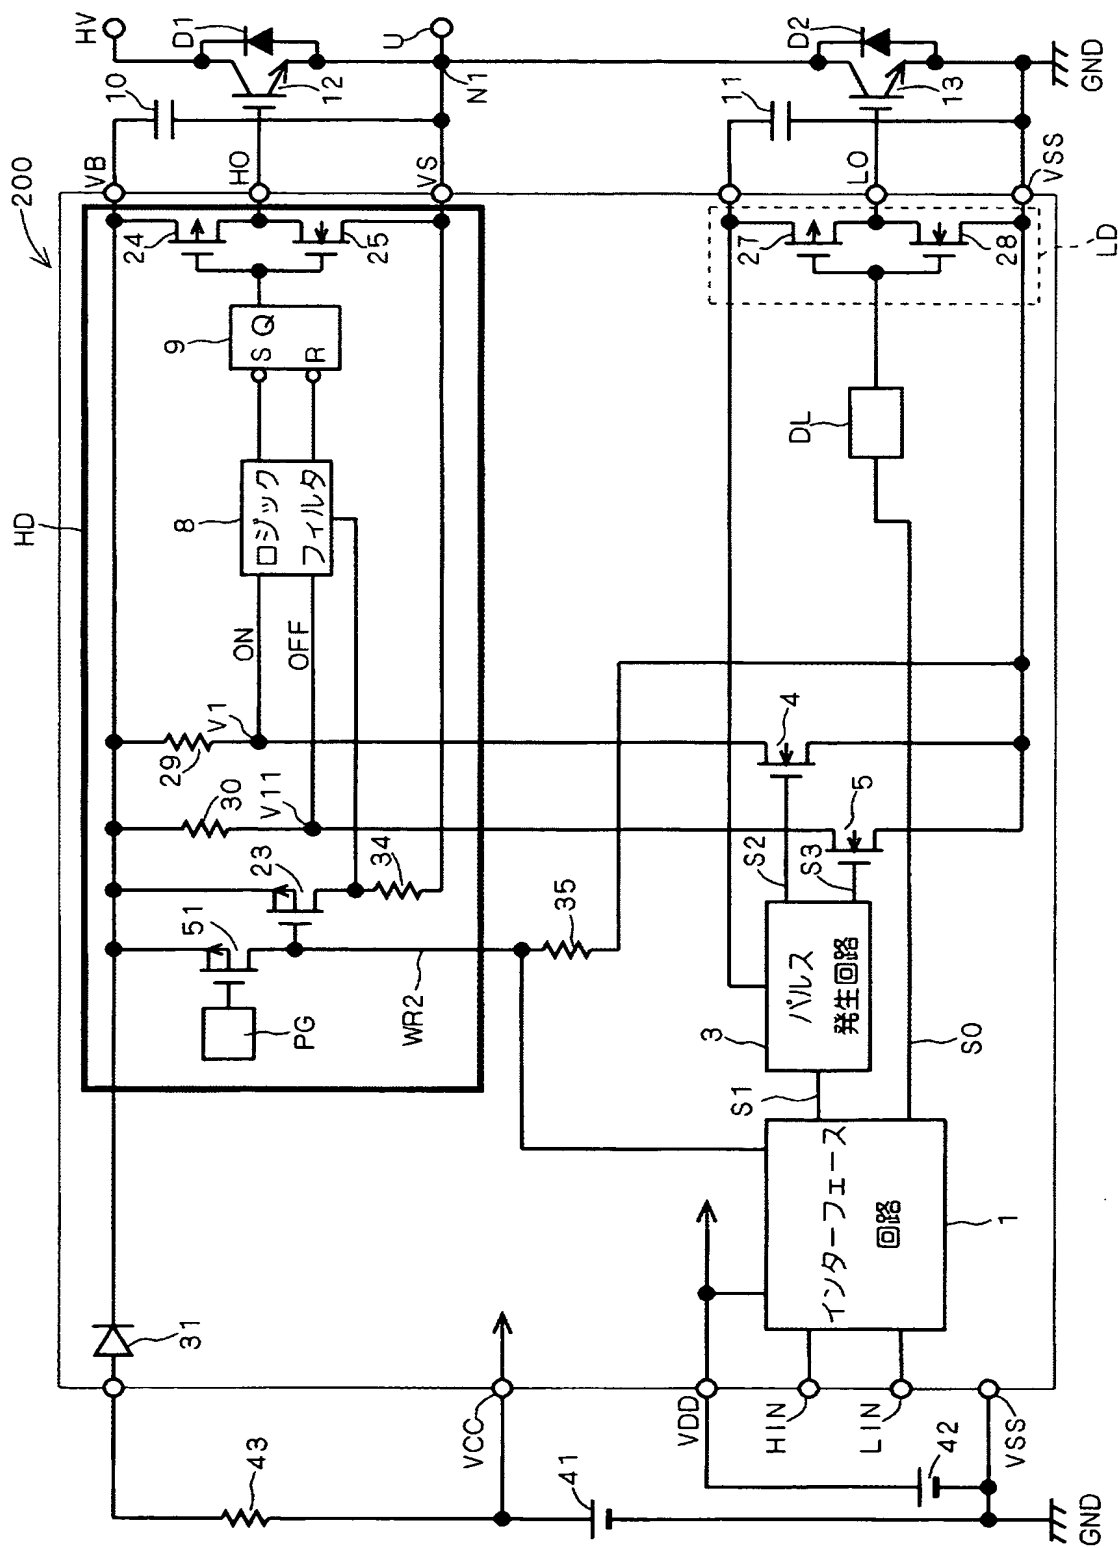 200
HD
VB
10
HV
D1
12
U
N1
HO
VS
24
25
9
S Q
R
8
ロジック
フィルタ
ON
OFF
V1
29
30
V11
23
34
51
PG
WR2
35
31
43
VCC
41
GND
VDD
HIN
LIN
VSS
42
インターフェース
回路
1
S1
S0
3
パルス
発生回路
S2
S3
4
5
DL
27
28
LD
LO
VSS
11
D2
13
GND